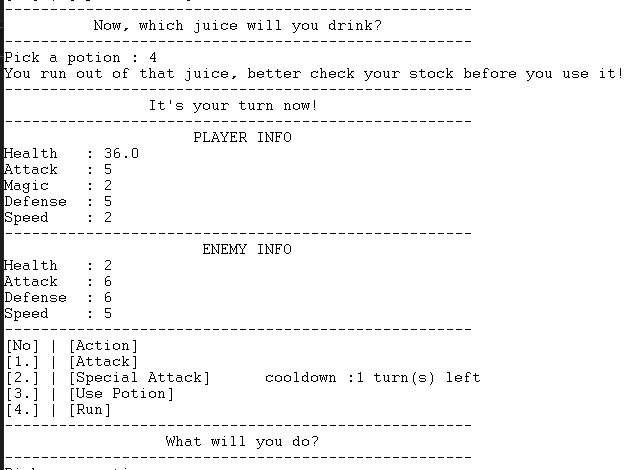 --------------------------------------------------
Now, which juice will you drink?
--------------------------------------------------
Pick a potion : 4
You run out of that juice, better check your stock before you use it!
--------------------------------------------------
It's your turn now!
--------------------------------------------------
PLAYER INFO
Health : 36.0
Attack : 5
Magic : 2
Defense : 5
Speed : 2
--------------------------------------------------
ENEMY INFO
Health : 2
Attack : 6
Defense : 6
Speed : 5
--------------------------------------------------
[No] | [Action]
[1.] | [Attack]
[2.] | [Special Attack] cooldown :1 turn(s) left
[3.] | [Use Potion]
[4.] | [Run]
--------------------------------------------------
What will you do?
--------------------------------------------------